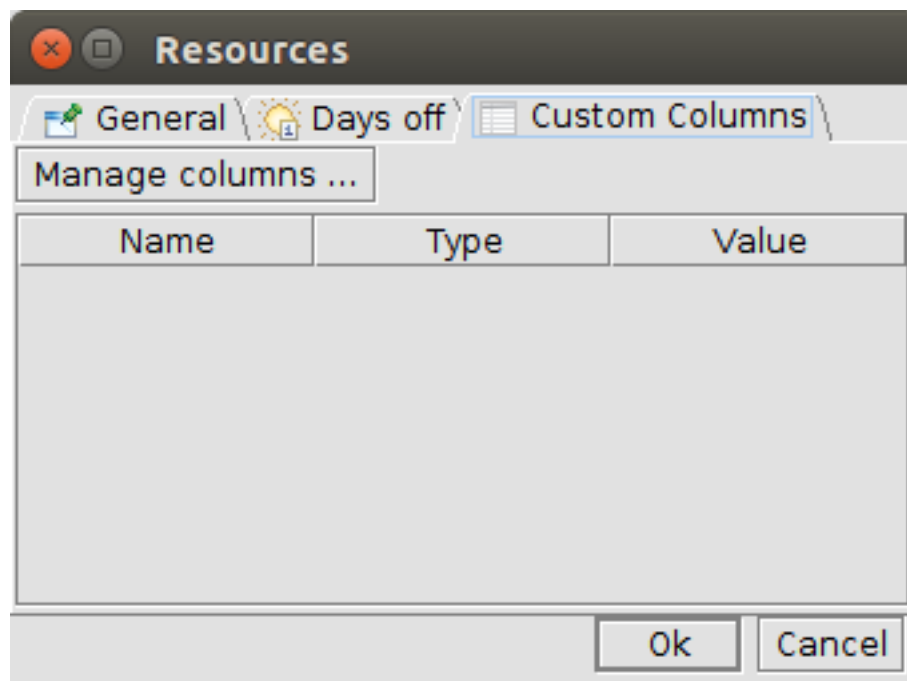 Resources
General Days off Custom Columns
Manage columns ...
Name Type Value
Ok Cancel